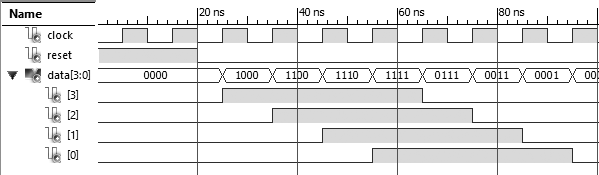 Name 20 ns 40 ns 60 ns 80 ns
clock
reset
data[3:0] 0000 1000 1100 1110 1111 0111 0011 0001 00
[3]
[2]
[1]
[0]